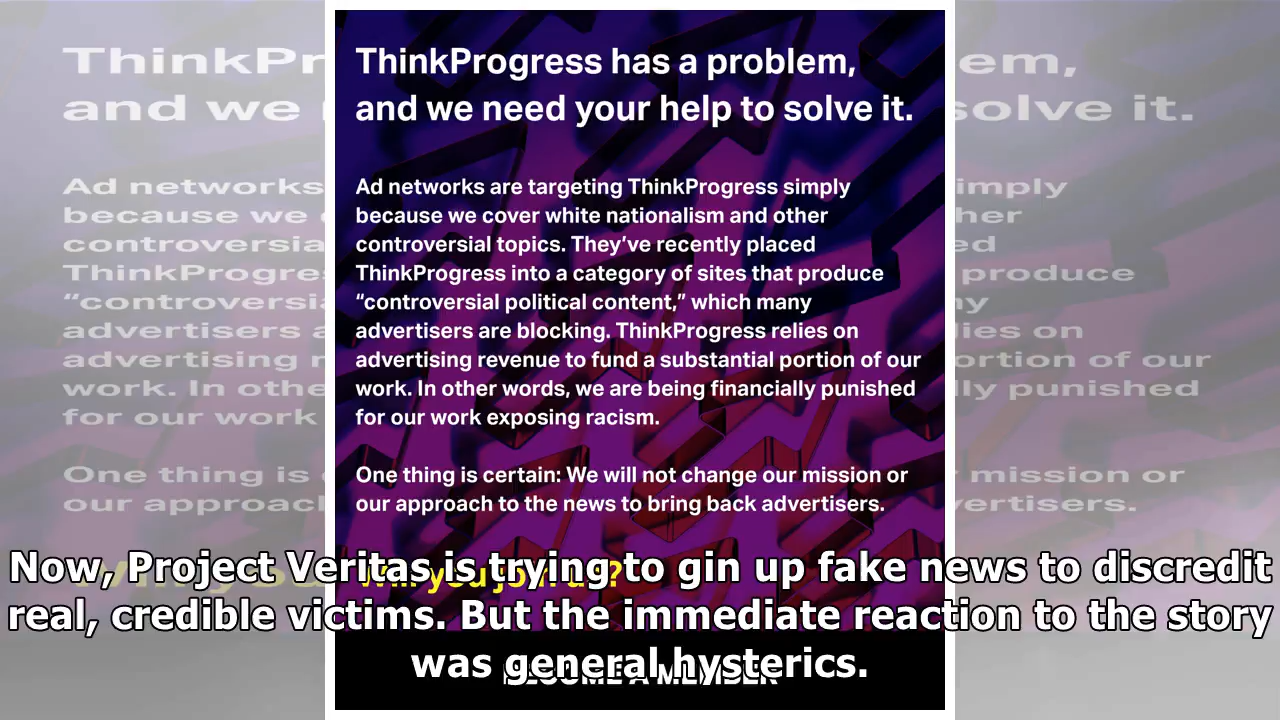 ThinkProgress has a problem,
and we need your help to solve it.
Ad networks are targeting ThinkProgress simply
because we cover white nationalism and other
controversial topics. They’ve recently placed
ThinkProgress into a category of sites that produce
“controversial political content,” which many
advertisers are blocking. ThinkProgress relies on
advertising revenue to fund a substantial portion of our
work. In other words, we are being financially punished
for our work exposing racism.
One thing is certain: We will not change our mission or
our approach to the news to bring back advertisers.
Now, Project Veritas is trying to gin up fake news to discredit
real, credible victims. But the immediate reaction to the story
was general hysterics.